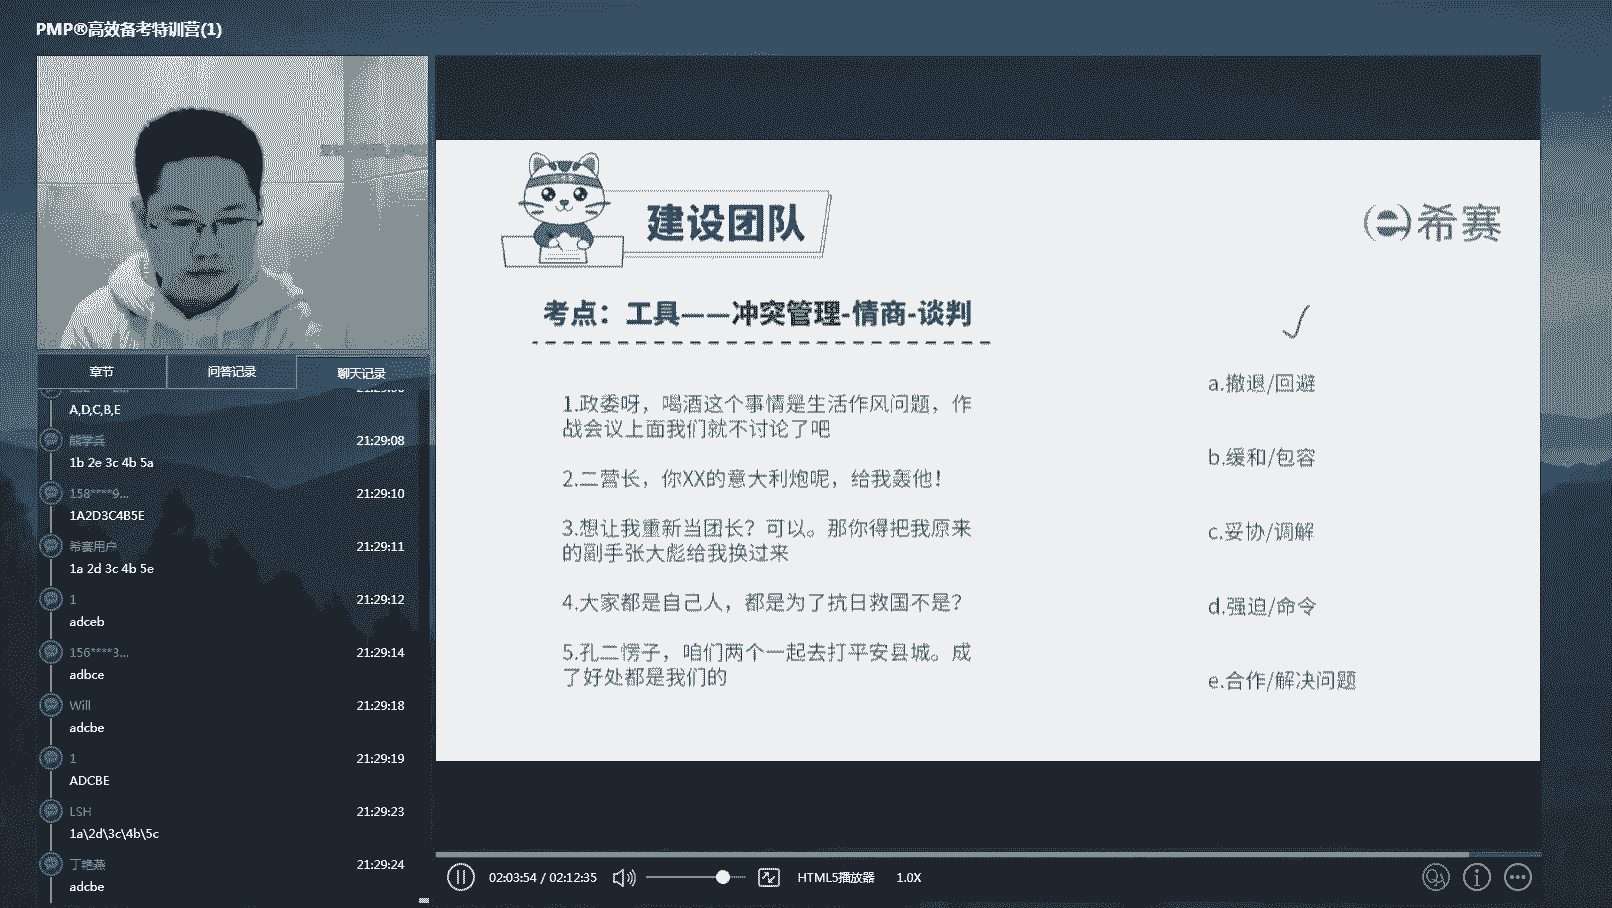 PMP®高效备考特训营(1)
章节
问答记录
聊天记录
A,D,C,B,E
熊学兵
21:29:08
1b 2e 3c 4b 5a
158****9...
21:29:10
1A2D3C4B5E
希赛用户
21:29:11
1a 2d 3c 4b 5e
1
21:29:12
adceb
156****3...
21:29:14
adbce
Will
21:29:18
adcbe
1
21:29:19
ADCBE
LSH
21:29:23
1a\2d\3c\4b\5c
丁艳燕
21:29:24
adcbe
建设团队
希赛
考点：工具——冲突管理-情商-谈判
1.政委呀，喝酒这个事情是生活作风问题，作
战会议上面我们就不讨论了吧
2.二营长，你XX的意大利炮呢，给我轰他！
3.想让我重新当团长？可以。那你得把我原来
的副手张大彪给我换过来
4.大家都是自己人，都是为了抗日救国不是？
5.孔二愣子，咱们两个一起去打平安县城。成
了好处都是我们的
a.撤退/回避
b.缓和/包容
c.妥协/调解
d.强迫/命令
e.合作/解决问题
02:03:54 / 02:12:35
HTML5播放器
1.0X